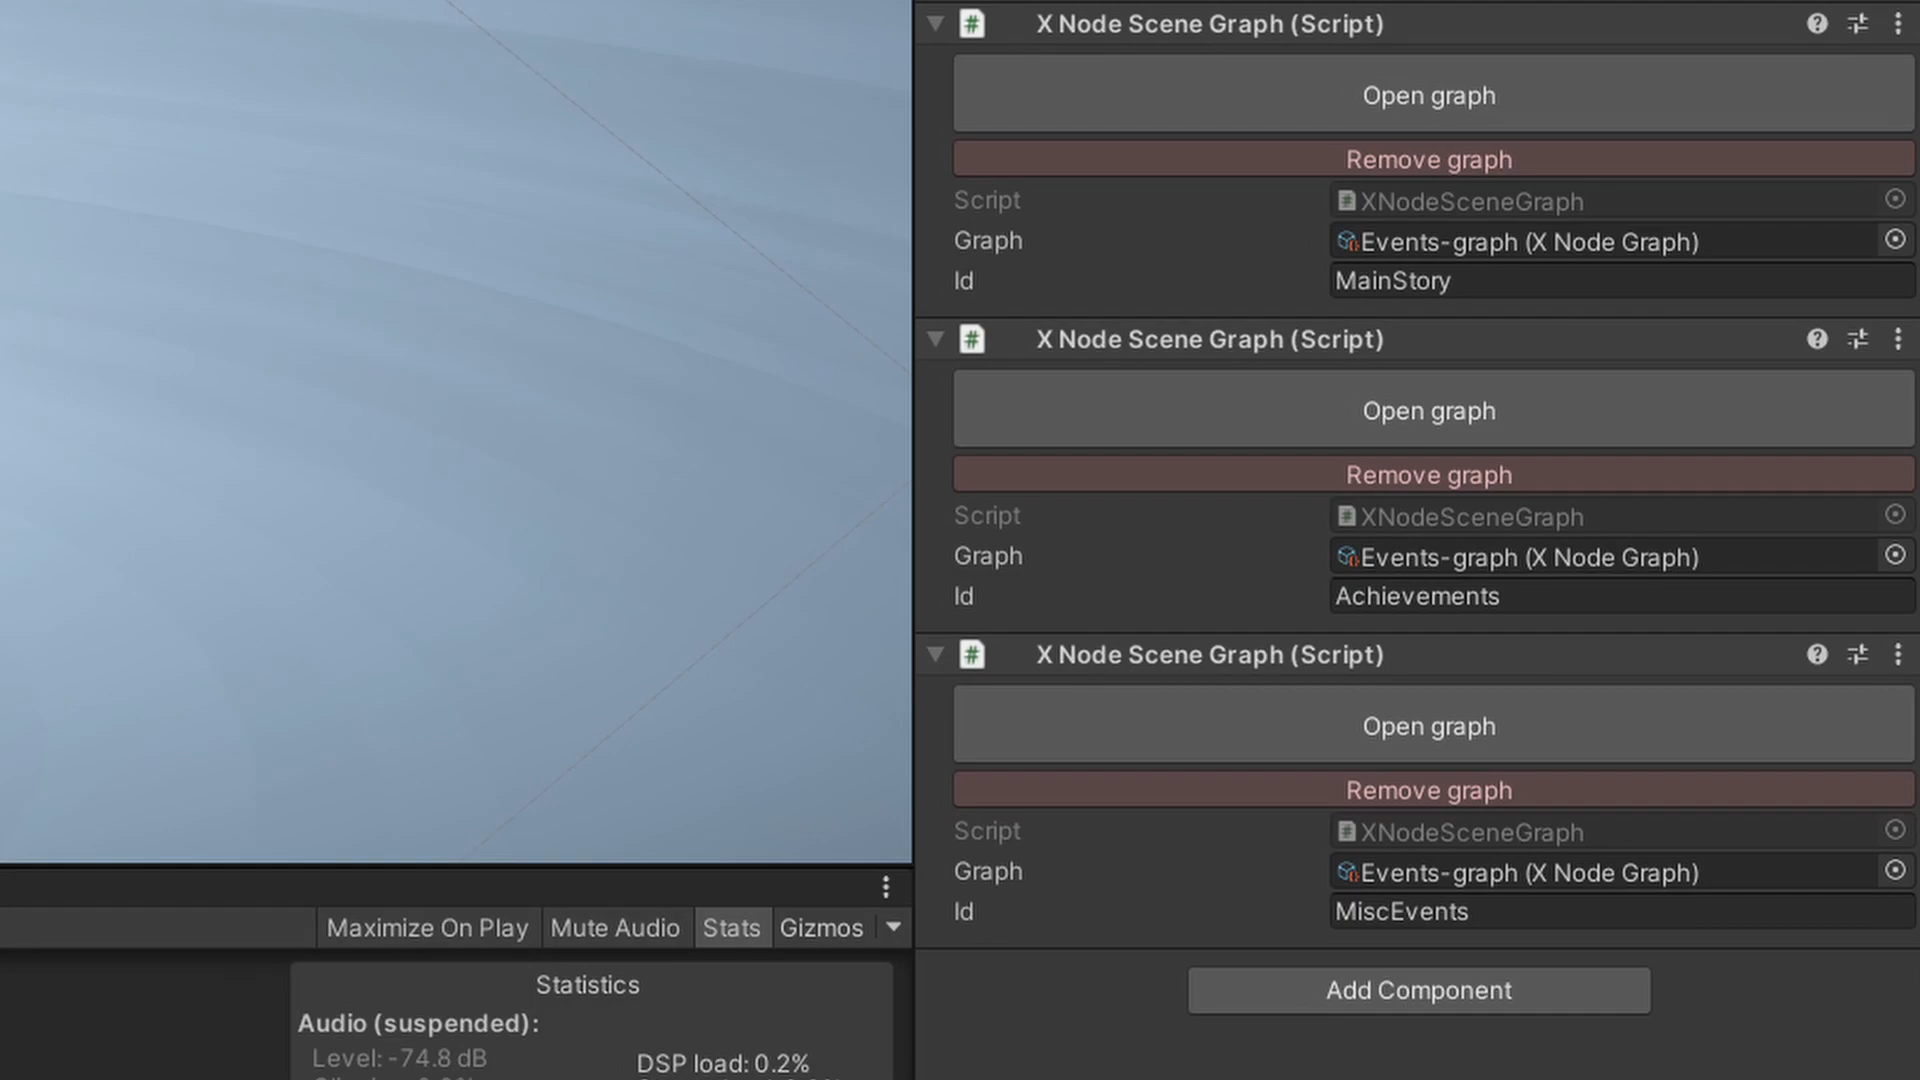 X Node Scene Graph (Script)
Open graph
Remove graph
Script XNodeSceneGraph
Graph Events-graph (X Node Graph)
Id MainStory
X Node Scene Graph (Script)
Open graph
Remove graph
Script XNodeSceneGraph
Graph Events-graph (X Node Graph)
Id Achievements
X Node Scene Graph (Script)
Open graph
Remove graph
Script XNodeSceneGraph
Graph Events-graph (X Node Graph)
Id MiscEvents
Add Component
Maximize On Play Mute Audio Stats Gizmos
Statistics
Audio (suspended):
Level: -74.8 dB DSP load: 0.2%